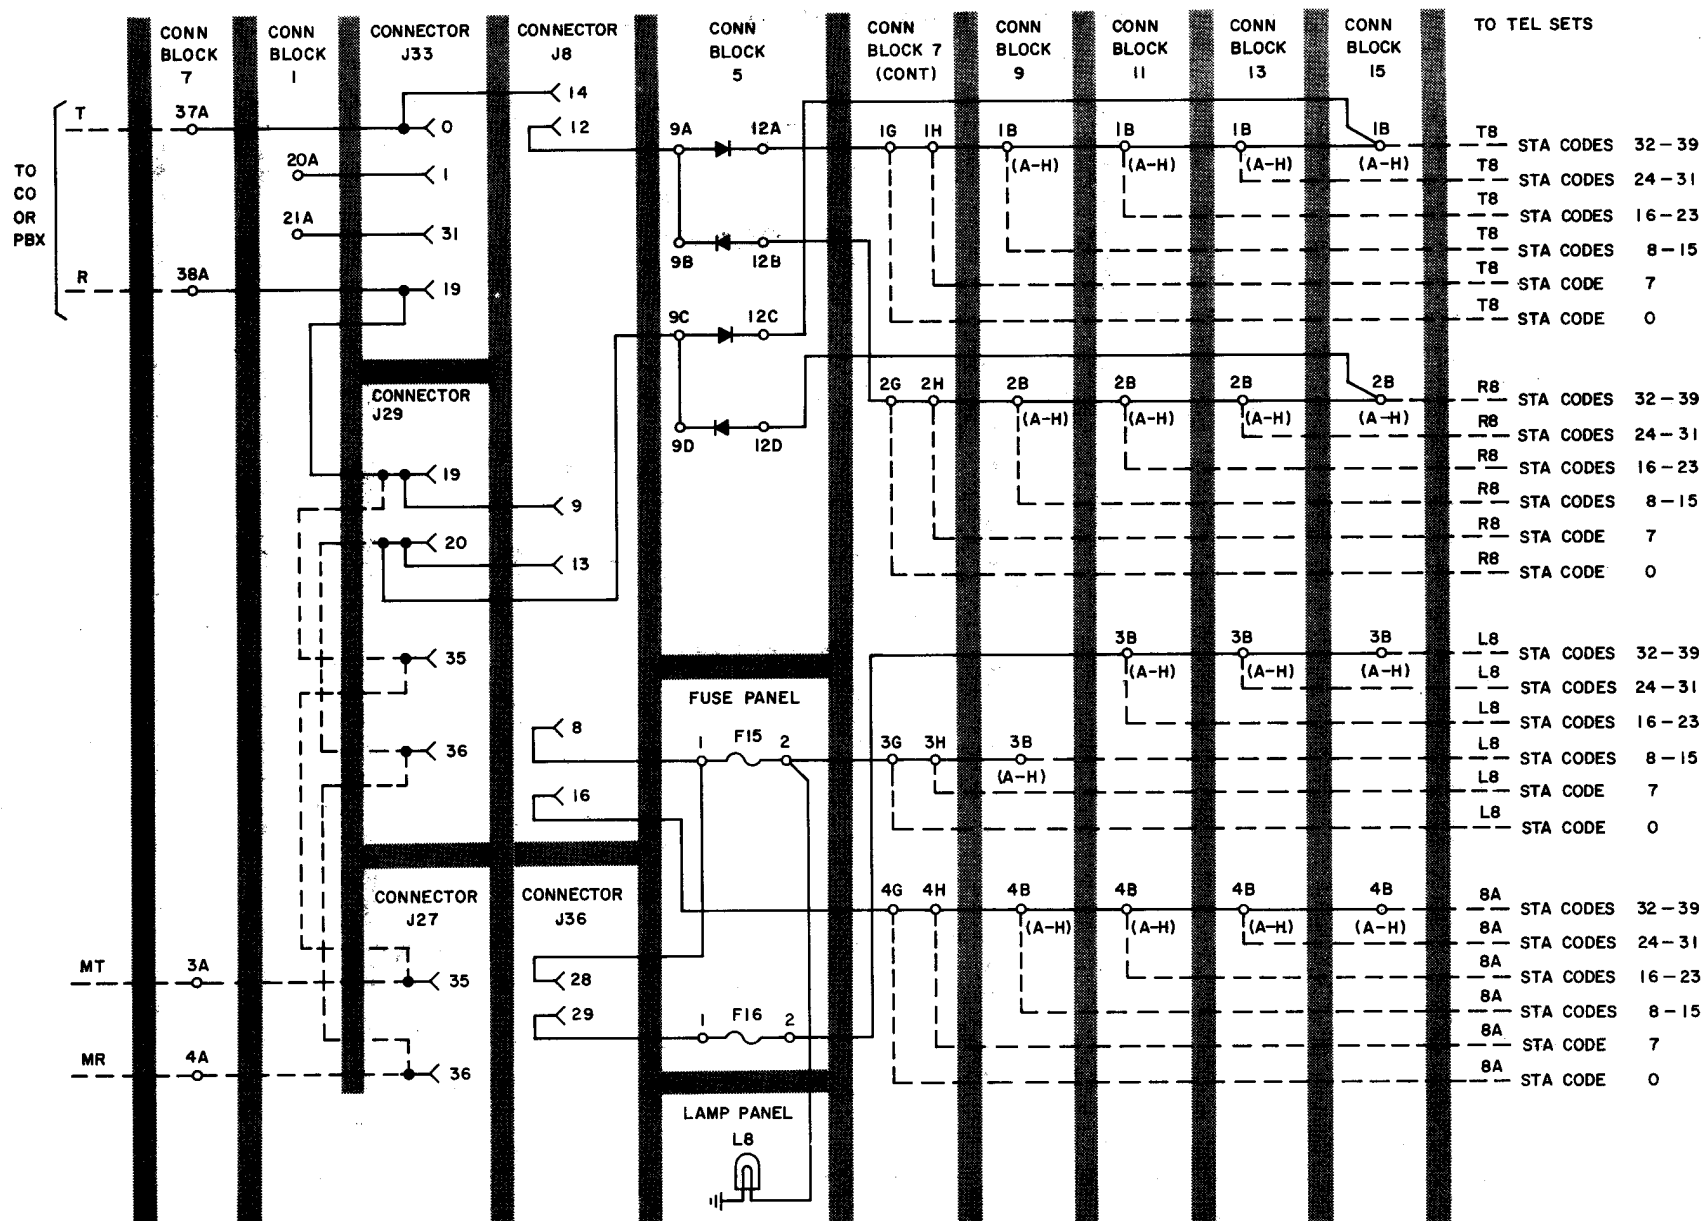 CONN BLOCK 7
CONN BLOCK 1
CONNECTOR J33
CONNECTOR J8
CONN BLOCK 5
CONN BLOCK 7 (CONT)
CONN BLOCK 9
CONN BLOCK 11
CONN BLOCK 13
CONN BLOCK 15
TO TEL SETS
TO CO OR PBX
T 37A 0
20A 1
21A 31
R 38A 19
14
12
9A 12A
9B 12B
9C 12C
9D 12D
CONNECTOR J29
19
9
20
13
35
36
8
16
CONNECTOR J27
MT 3A 35
MR 4A 36
CONNECTOR J36
28
29
FUSE PANEL
1 F15 2
1 F16 2
LAMP PANEL
L8
1G 1H 1B 1B 1B 1B T8 STA CODES 32-39
(A-H) (A-H) (A-H) (A-H)
T8 STA CODES 24-31
T8 STA CODES 16-23
T8 STA CODES 8-15
T8 STA CODE 7
T8 STA CODE 0
2G 2H 2B 2B 2B 2B R8 STA CODES 32-39
(A-H) (A-H) (A-H) (A-H)
R8 STA CODES 24-31
R8 STA CODES 16-23
R8 STA CODES 8-15
R8 STA CODE 7
R8 STA CODE 0
3B 3B 3B L8 STA CODES 32-39
(A-H) (A-H) (A-H)
L8 STA CODES 24-31
L8 STA CODES 16-23
3G 3H 3B L8 STA CODES 8-15
(A-H)
L8 STA CODE 7
L8 STA CODE 0
4G 4H 4B 4B 4B 4B 8A STA CODES 32-39
(A-H) (A-H) (A-H) (A-H)
8A STA CODES 24-31
8A STA CODES 16-23
8A STA CODES 8-15
8A STA CODE 7
8A STA CODE 0